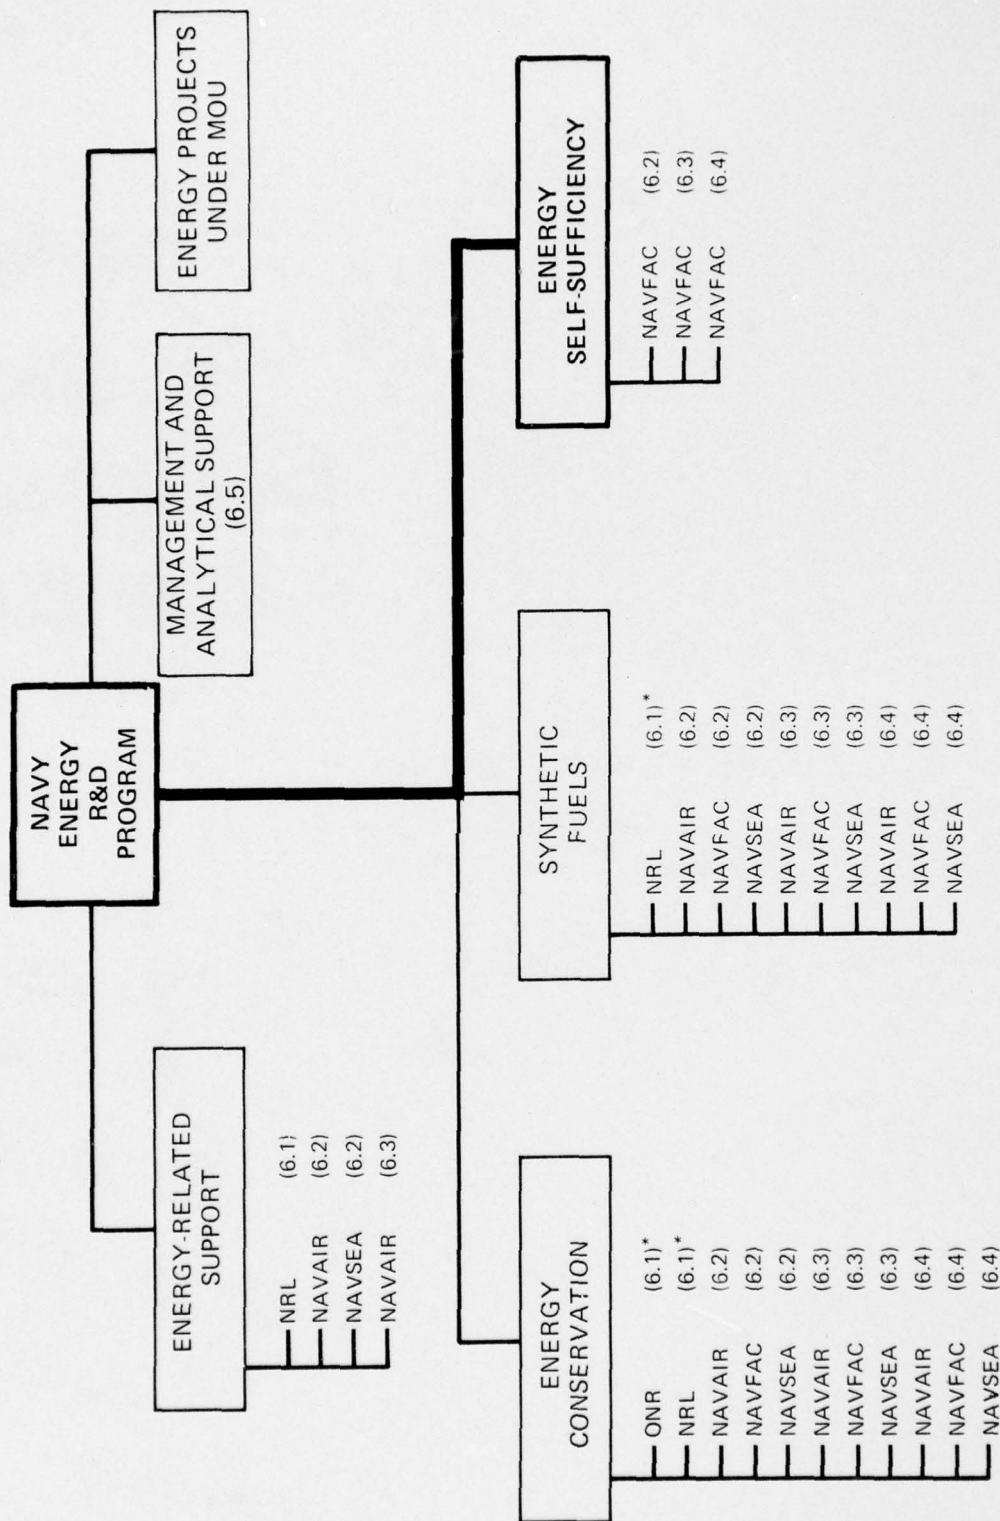 NAVY
ENERGY
R&D
PROGRAM
ENERGY-RELATED
SUPPORT
NRL (6.1)
NAVAIR (6.2)
NAVSEA (6.2)
NAVAIR (6.3)
MANAGEMENT AND
ANALYTICAL SUPPORT
(6.5)
ENERGY PROJECTS
UNDER MOU
ENERGY
CONSERVATION
ONR (6.1)*
NRL (6.1)*
NAVAIR (6.2)
NAVFAC (6.2)
NAVSEA (6.2)
NAVAIR (6.3)
NAVFAC (6.3)
NAVSEA (6.3)
NAVAIR (6.4)
NAVFAC (6.4)
NAVSEA (6.4)
SYNTHETIC
FUELS
NRL (6.1)*
NAVAIR (6.2)
NAVFAC (6.2)
NAVSEA (6.2)
NAVAIR (6.3)
NAVFAC (6.3)
NAVSEA (6.3)
NAVAIR (6.4)
NAVFAC (6.4)
NAVSEA (6.4)
ENERGY
SELF-SUFFICIENCY
NAVFAC (6.2)
NAVFAC (6.3)
NAVFAC (6.4)